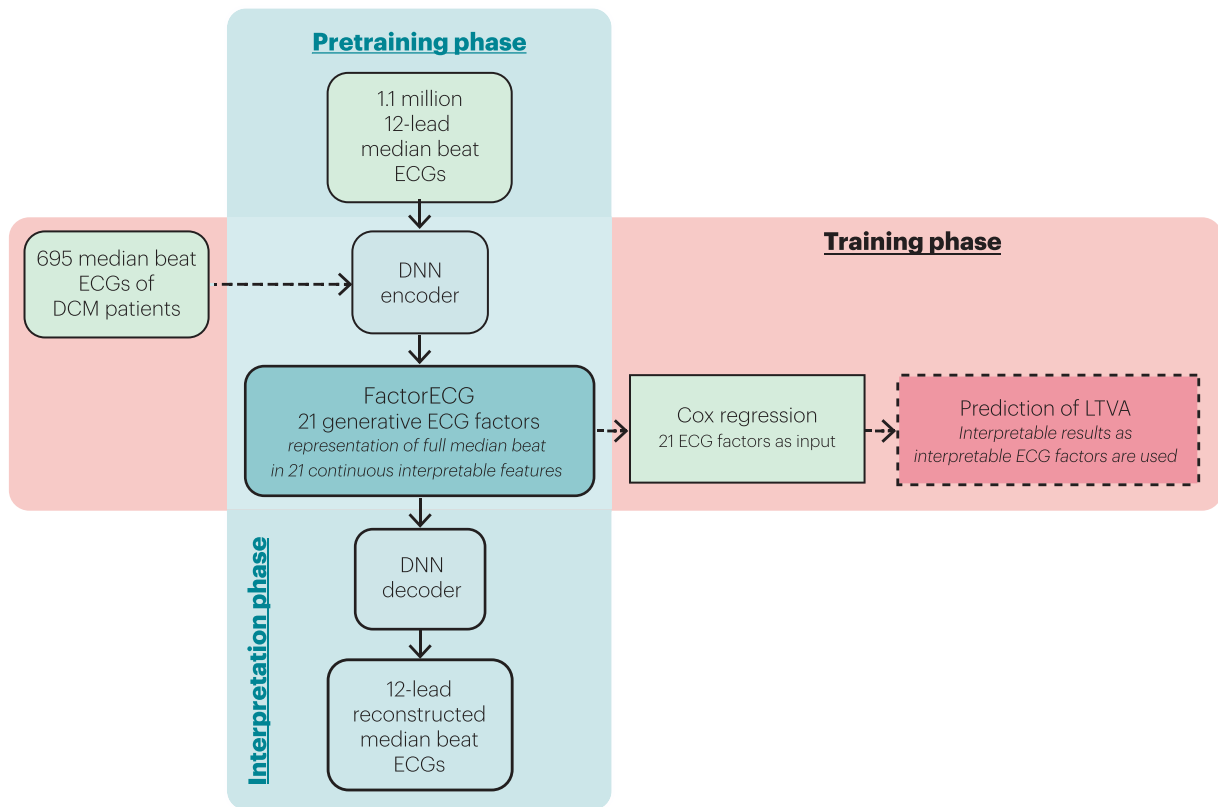 Pretraining phase
1.1 million
12-lead
median beat
ECGs
Training phase
695 median beat
ECGs of
DCM patients
DNN
encoder
FactorECG
21 generative ECG factors
representation of full median beat
in 21 continuous interpretable features
Cox regression
21 ECG factors as input
Prediction of LTVA
Interpretable results as
interpretable ECG factors are used
Interpretation phase
DNN
decoder
12-lead
reconstructed
median beat
ECGs